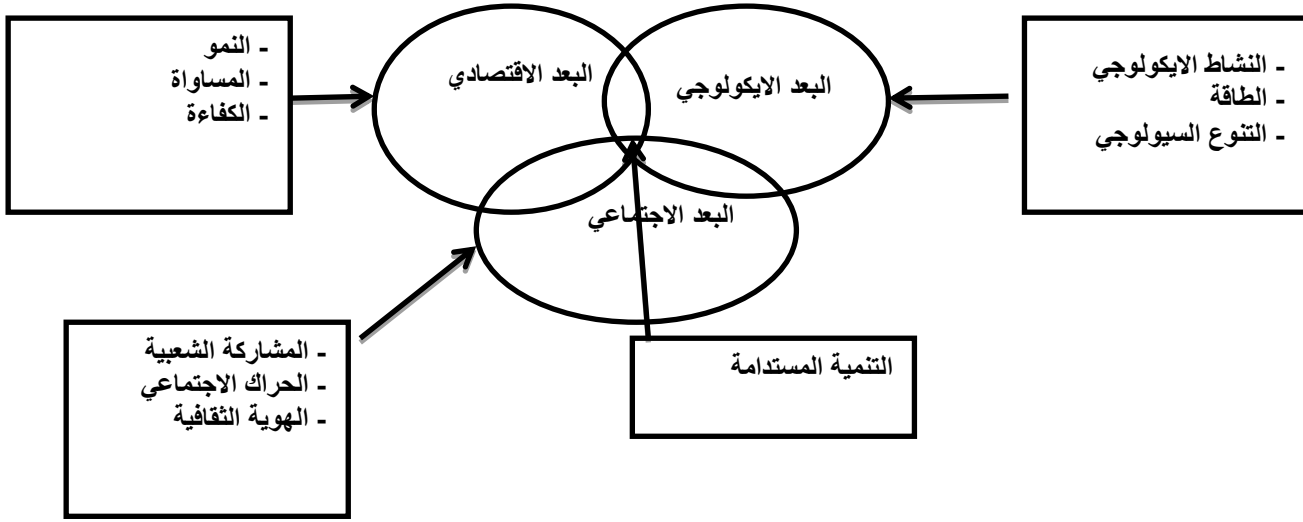 - النمو
- المساواة
- الكفاءة
البعد الاقتصادي
البعد الايكولوجي
- النشاط الايكولوجي
- الطاقة
- التنوع السيولوجي
البعد الاجتماعي
- المشاركة الشعبية
- الحراك الاجتماعي
- الهوية الثقافية
التنمية المستدامة